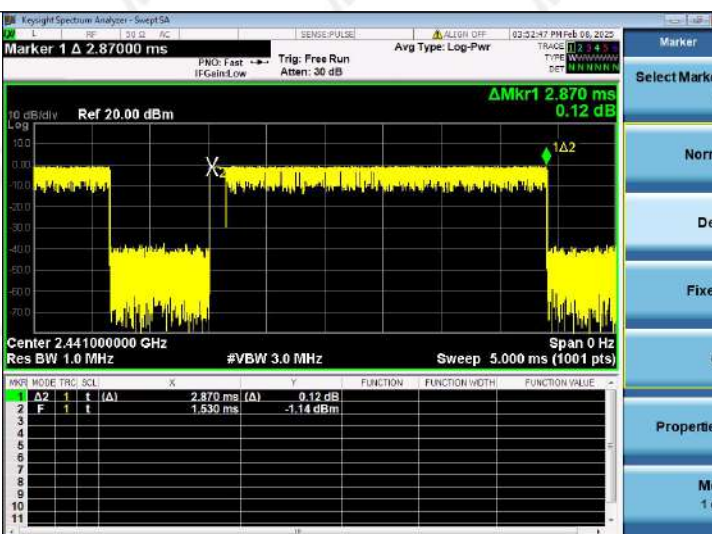 Keysight Spectrum Analyzer - Swept SA
L RF 50 Ω AC SENSE:PULSE ALIGN OFF 03:52:47 PM Feb 08, 2025
Marker 1 Δ 2.87000 ms
PNO: Fast
IFGain:Low
Trig: Free Run
Atten: 30 dB
Avg Type: Log-Pwr
TRACE 1 2 3 4 5 6
TYPE WWWWWW
DET N N N N N N
ΔMkr1 2.870 ms
0.12 dB
10 dB/div Ref 20.00 dBm
Log
10.0
0.00
-10.0
-20.0
-30.0
-40.0
-50.0
-60.0
-70.0
X2
1Δ2
Center 2.441000000 GHz Span 0 Hz
Res BW 1.0 MHz #VBW 3.0 MHz Sweep 5.000 ms (1001 pts)
MKR MODE TRC SCL X Y FUNCTION FUNCTION WIDTH FUNCTION VALUE
1 Δ2 1 t (Δ) 2.870 ms (Δ) 0.12 dB
2 F 1 t 1.530 ms -1.14 dBm
3
4
5
6
7
8
9
10
11
Marker
Select Marke
Norr
De
Fixe
Propertie
Mo